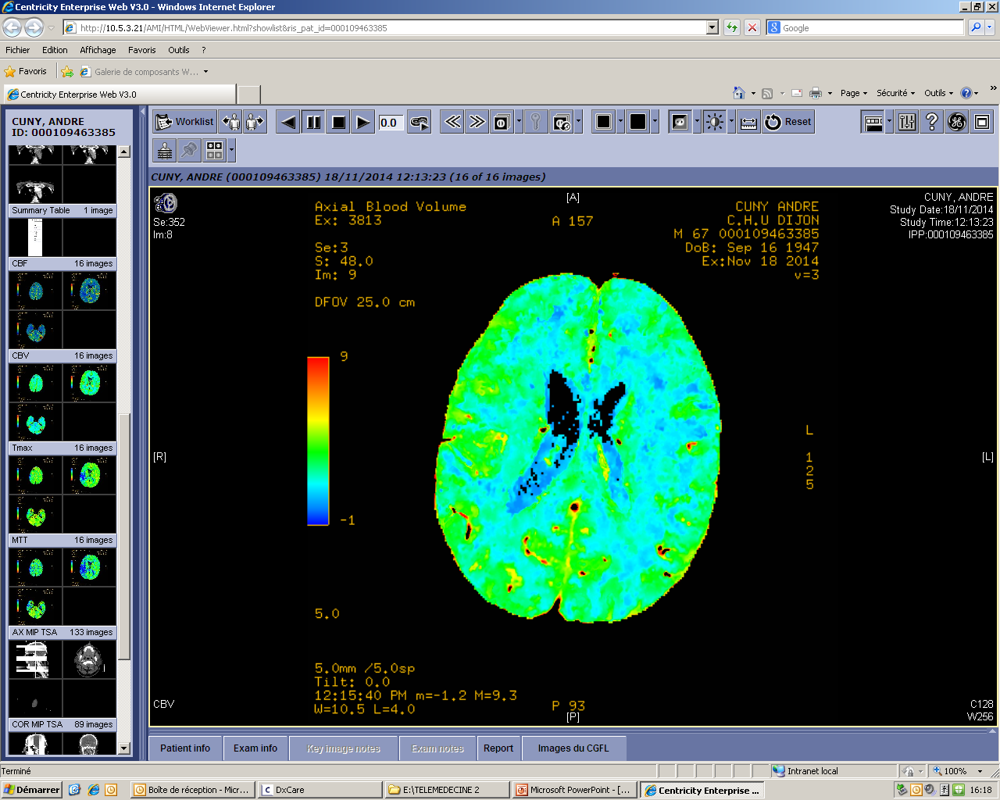 Centricity Enterprise Web V3.0 - Windows Internet Explorer
http://10.5.3.21/AMI/HTML/WebViewer.html?showlist&ris_pat_id=000109463385
Google
Fichier Edition Affichage Favoris Outils ?
Favoris Galerie de composants W...
Centricity Enterprise Web V3.0
Page Sécurité Outils
CUNY, ANDRE
ID: 000109463385
Worklist 0.0 Reset
CUNY, ANDRE (000109463385) 18/11/2014 12:13:23 (16 of 16 images)
Summary Table 1 image
CBF 16 images
CBV 16 images
Tmax 16 images
MTT 16 images
AX MIP TSA 133 images
COR MIP TSA 89 images
Se:352
Im:8
[A]
CUNY, ANDRE
Study Date:18/11/2014
Study Time:12:13:23
IPP:000109463385
Axial Blood Volume
Ex: 3813
A 157
CUNY ANDRE
C.H.U DIJON
M 67 000109463385
DoB: Sep 16 1947
Ex:Nov 18 2014
v=3
Se:3
S: 48.0
Im: 9
DFOV 25.0 cm
9
-1
[R]
L
1
2
5
[L]
5.0
5.0mm /5.0sp
Tilt: 0.0
12:15:40 PM m=-1.2 M=9.3
W=10.5 L=4.0
P 93
[P]
CBV
C128
W256
Patient info Exam info Key image notes Exam notes Report Images du CGFL
Terminé Intranet local 100%
Démarrer Boîte de réception - Micros... DxCare E:\TELEMEDECINE 2 Microsoft PowerPoint - [... Centricity Enterprise ... 16:18